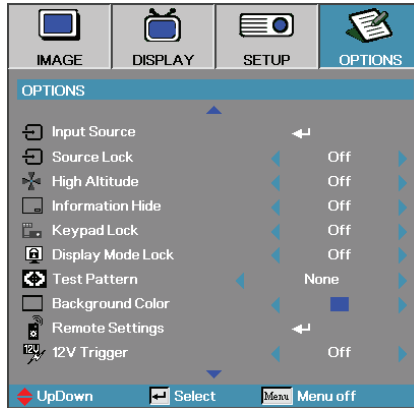 IMAGE DISPLAY SETUP OPTIONS
OPTIONS
Input Source
Source Lock Off
High Altitude Off
Information Hide Off
Keypad Lock Off
Display Mode Lock Off
Test Pattern None
Background Color
Remote Settings
12V 12V Trigger Off
UpDown Select Menu Menu off